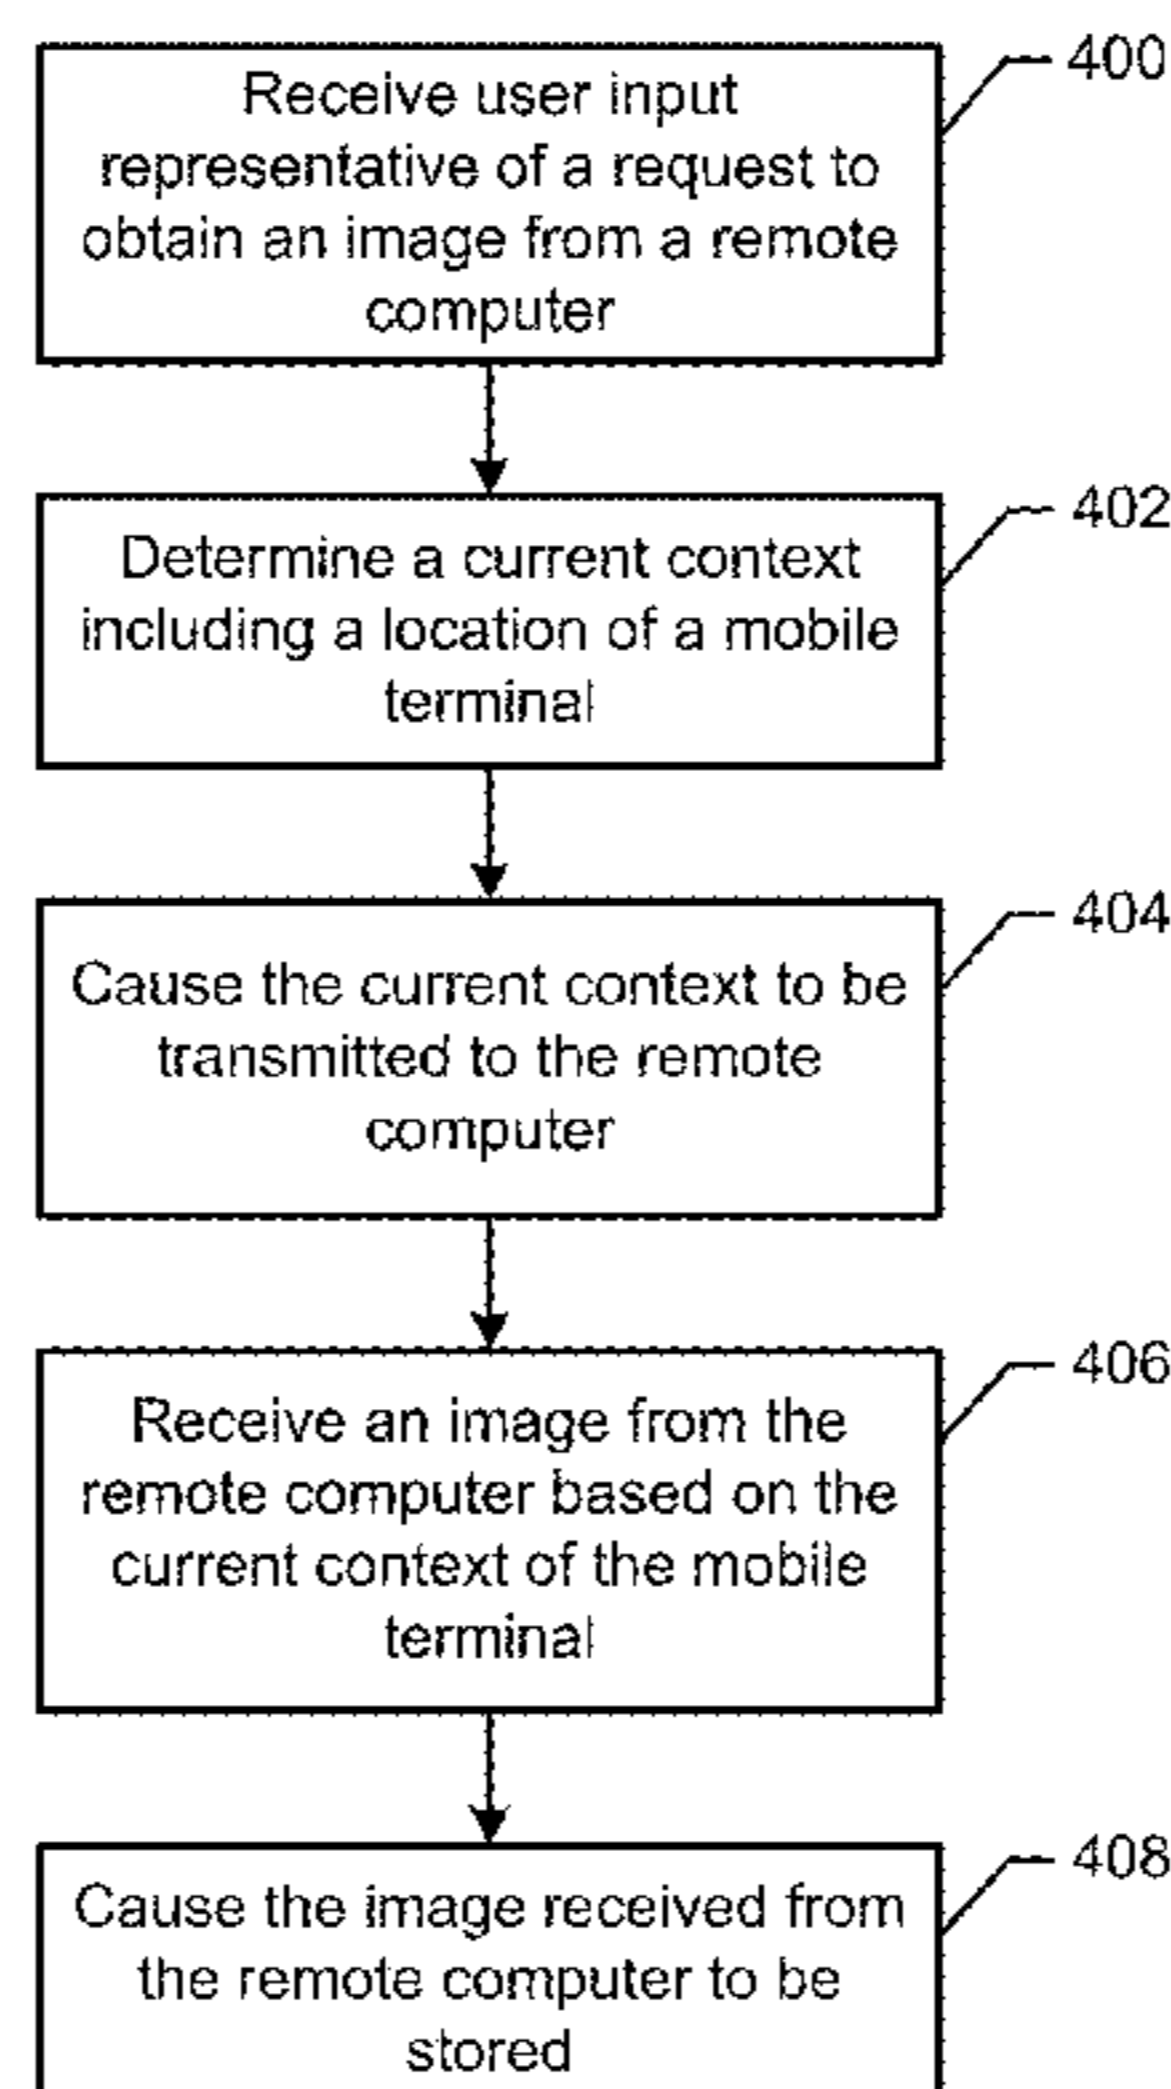 400
Receive user input
representative of a request to
obtain an image from a remote
computer
402
Determine a current context
including a location of a mobile
terminal
404
Cause the current context to be
transmitted to the remote
computer
406
Receive an image from the
remote computer based on the
current context of the mobile
terminal
408
Cause the image received from
the remote computer to be
stored